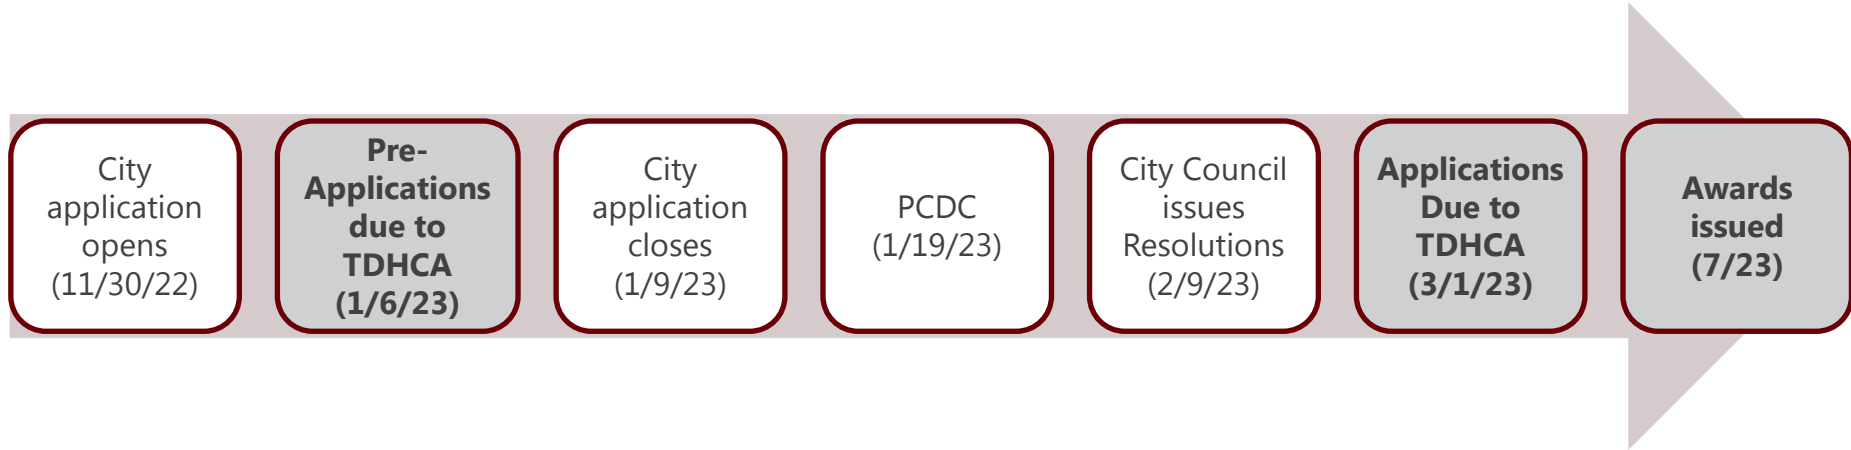 City
application
opens
(11/30/22)
Pre-
Applications
due to
TDHCA
(1/6/23)
City
application
closes
(1/9/23)
PCDC
(1/19/23)
City Council
issues
Resolutions
(2/9/23)
Applications
Due to
TDHCA
(3/1/23)
Awards
issued
(7/23)